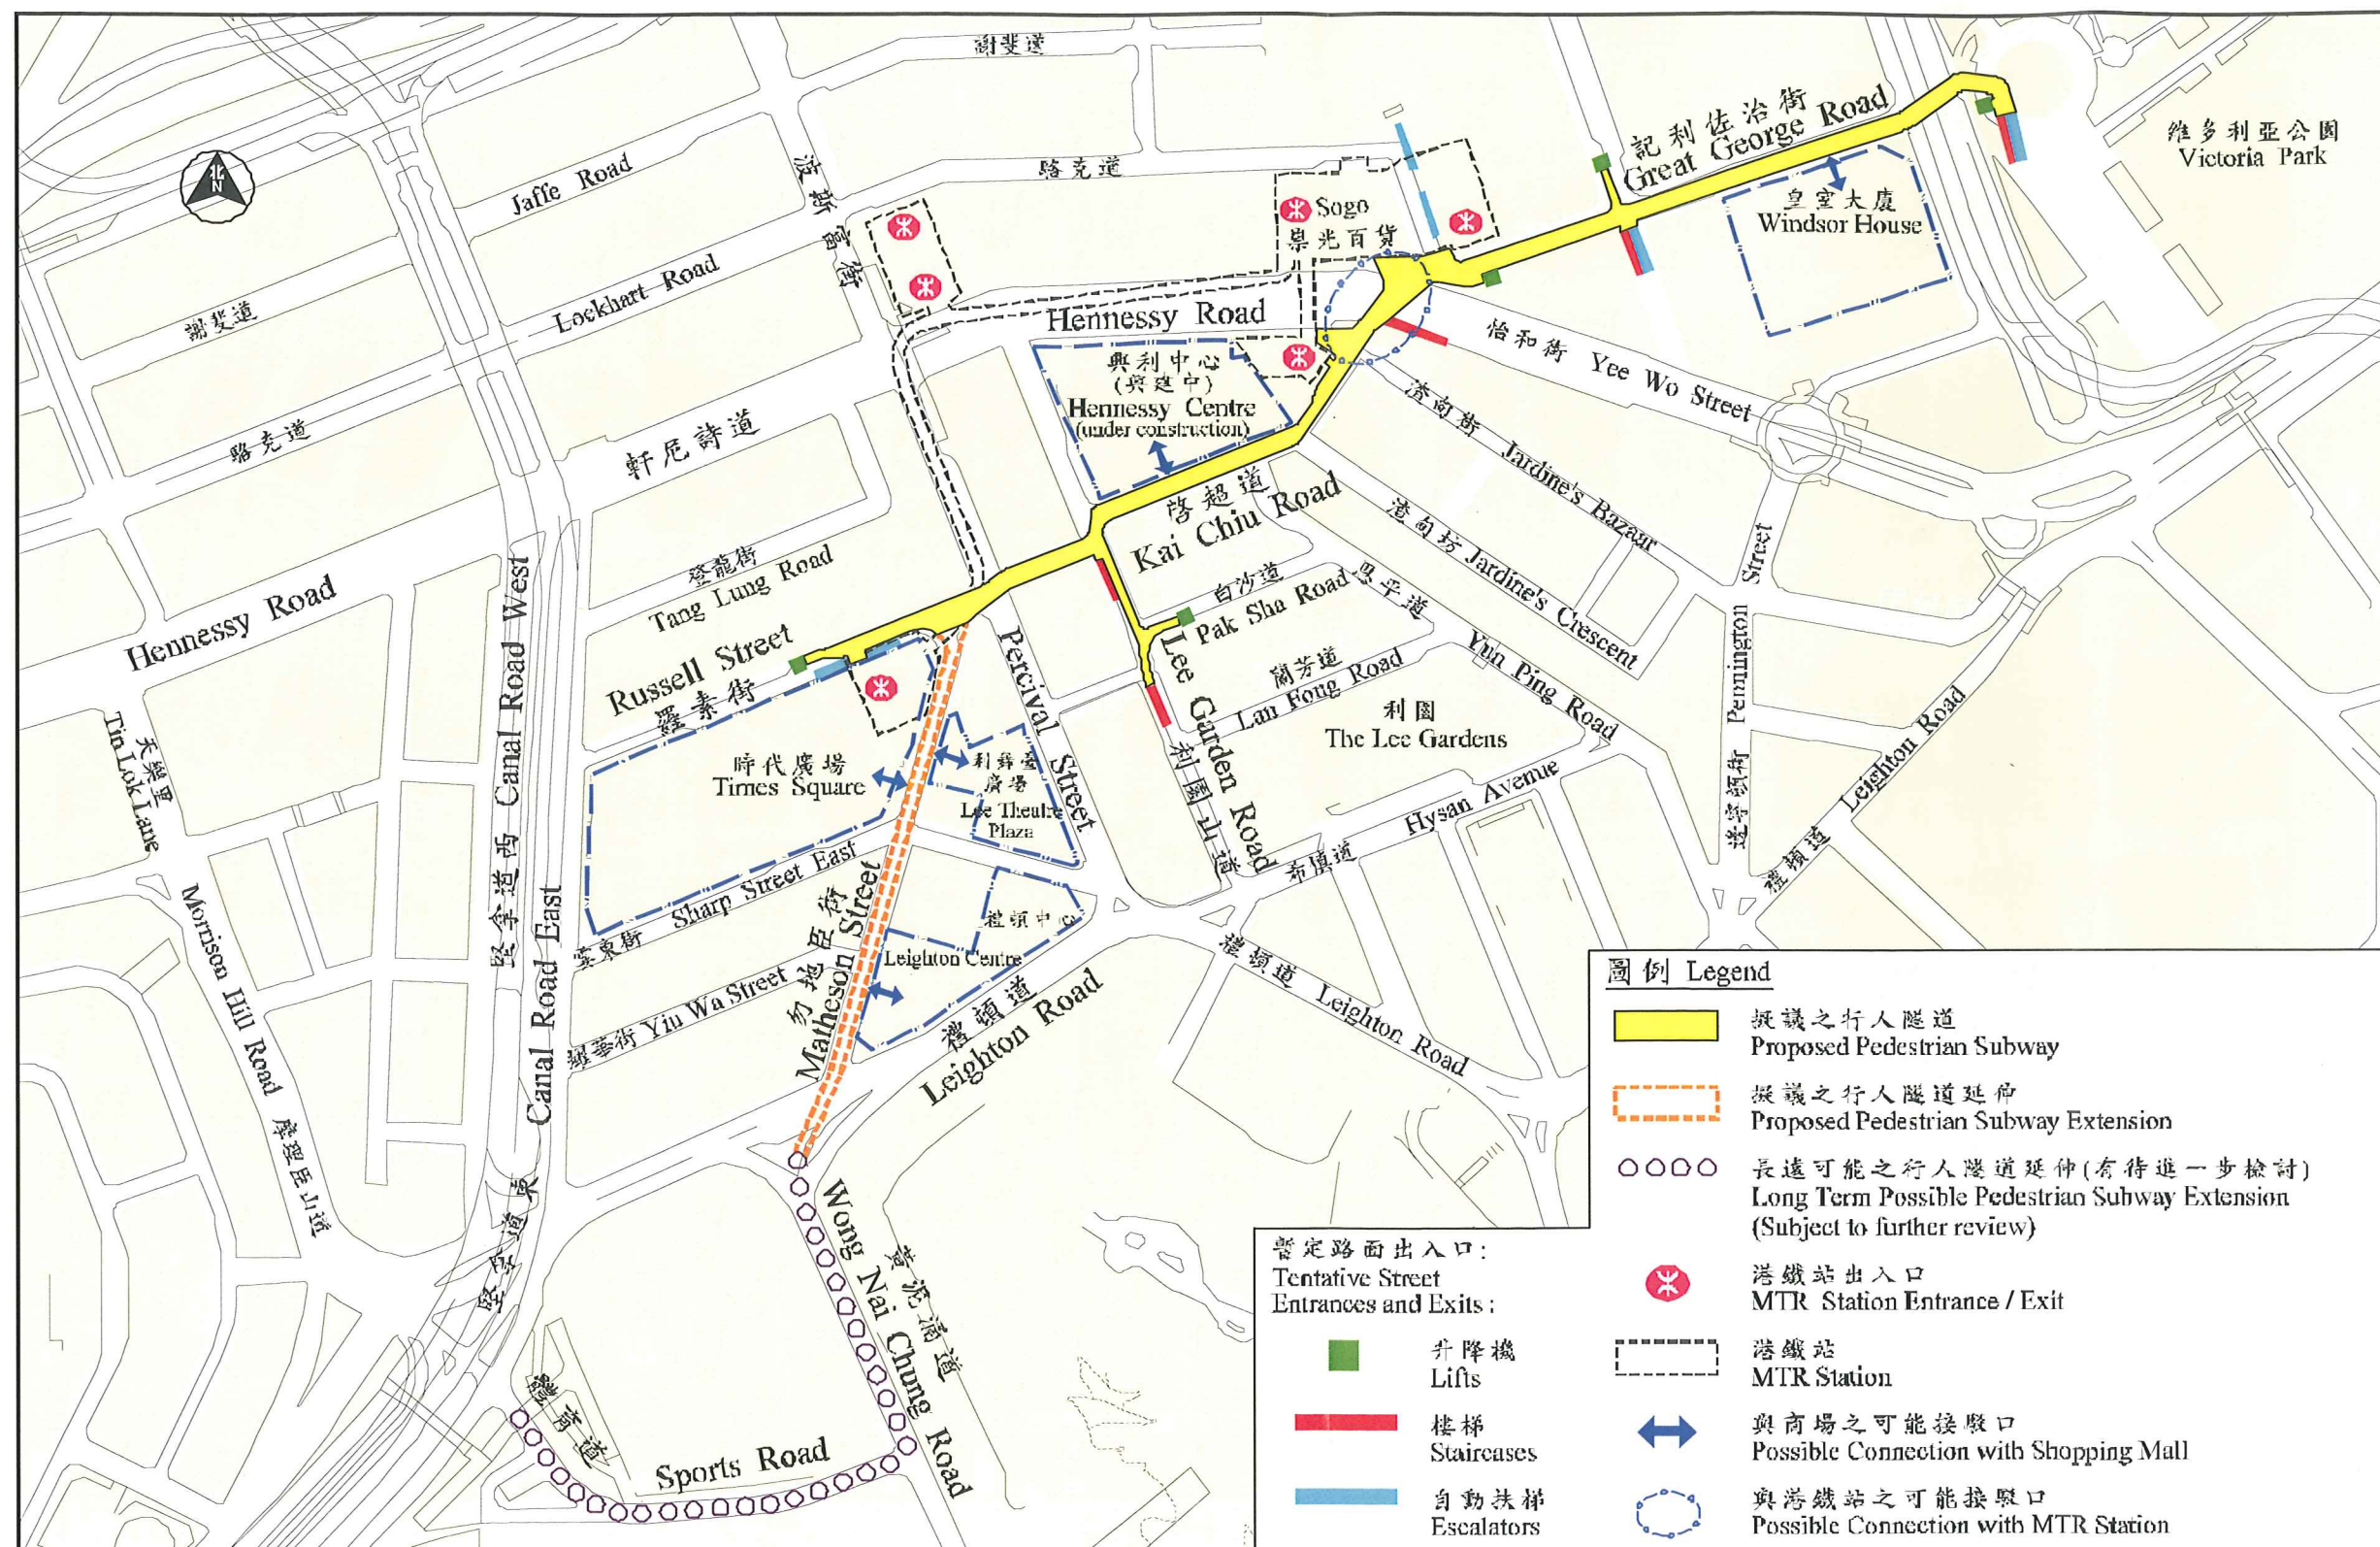 謝斐道
記利佐治街
Great George Road
維多利亞公園
Victoria Park
北
N
Jaffe Road
波斯富街
駱克道
Sogo
崇光百貨
皇室大廈
Windsor House
謝斐道
Lockhart Road
Hennessy Road
怡和街 Yee Wo Street
興利中心
(興建中)
Hennessy Centre
(under construction)
駱克道
軒尼詩道
渣甸街 Jardine's Bazaar
啓超道
Kai Chiu Road
渣甸坊 Jardine's Crescent
登龍街
Tang Lung Road
Hennessy Road
白沙道
Pak Sha Road
恩平道
Yun Ping Road
Russell Street
羅素街
Percival Street
蘭芳道
Lan Fong Road
利園
The Lee Gardens
Lee Garden Road
利園山道
Pennington Street
邊寧頓街
Leighton Road
禮頓道
天樂里
Tin Lok Lane
堅拿道西 Canal Road West
時代廣場
Times Square
利舞臺
廣場
Lee Theatre
Plaza
Hysan Avenue
希慎道
Sharp Street East
霎東街
禮頓中心
Leighton Centre
勿地臣街
Matheson Street
耀華街 Yiu Wa Street
禮頓道
Leighton Road
禮頓道 Leighton Road
Morrison Hill Road 摩理臣山道
Canal Road East
堅拿道東
Wong Nai Chung Road
黃泥涌道
體育道
Sports Road
圖例 Legend
擬議之行人隧道
Proposed Pedestrian Subway
擬議之行人隧道延伸
Proposed Pedestrian Subway Extension
長遠可能之行人隧道延伸(有待進一步檢討)
Long Term Possible Pedestrian Subway Extension
(Subject to further review)
港鐵站出入口
MTR Station Entrance / Exit
港鐵站
MTR Station
與商場之可能接駁口
Possible Connection with Shopping Mall
與港鐵站之可能接駁口
Possible Connection with MTR Station
暫定路面出入口:
Tentative Street
Entrances and Exits :
升降機
Lifts
樓梯
Staircases
自動扶梯
Escalators